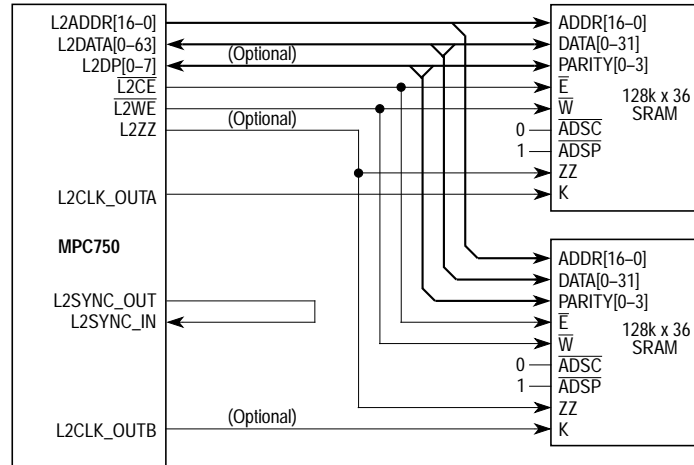 L2ADDR[16–0]
L2DATA[0–63]
L2DP[0–7]
L2CE
L2WE
L2ZZ
L2CLK_OUTA
MPC750
L2SYNC_OUT
L2SYNC_IN
L2CLK_OUTB
(Optional)
(Optional)
(Optional)
0
1
ADDR[16–0]
DATA[0–31]
PARITY[0–3]
E
W
ADSC
ADSP
ZZ
K
128k x 36
SRAM
0
1
ADDR[16–0]
DATA[0–31]
PARITY[0–3]
E
W
ADSC
ADSP
ZZ
K
128k x 36
SRAM